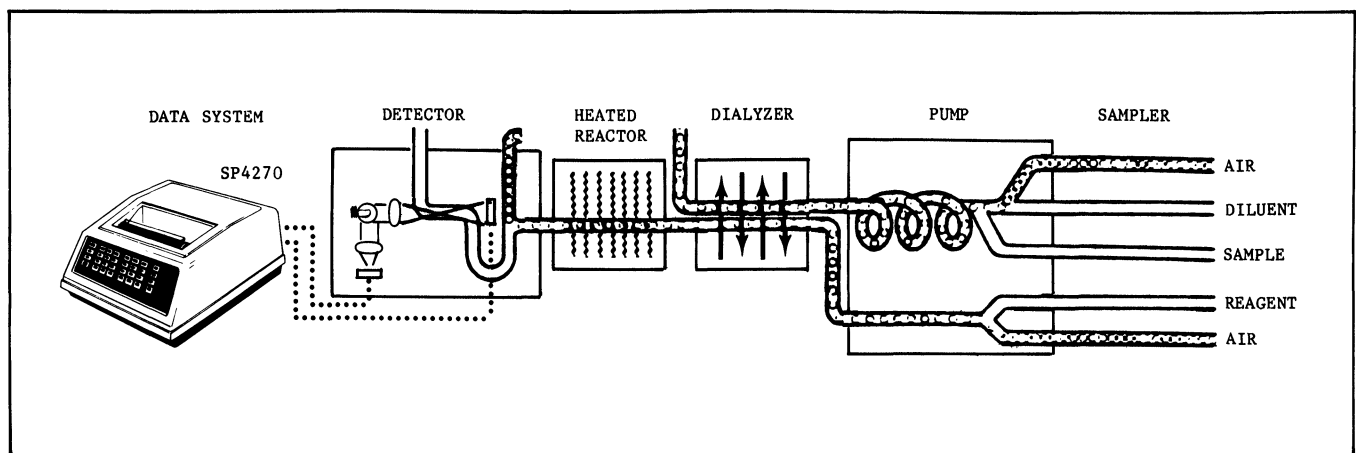 DATA SYSTEM
DETECTOR
HEATED
REACTOR
DIALYZER
PUMP
SAMPLER
SP4270
AIR
DILUENT
SAMPLE
REAGENT
AIR